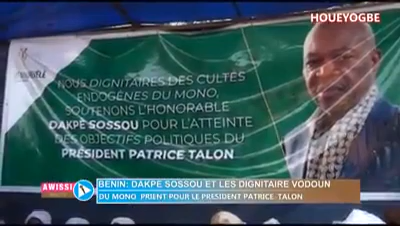 HOUEYOGBE
NOUS DIGNITAIRES DES CULTES
ENDOGÈNES DU MONO,
SOUTENONS L'HONORABLE
DAKPÈ SOSSOU POUR L'ATTEINTE
DES OBJECTIFS POLITIQUES DU
PRÉSIDENT PATRICE TALON
AWISSI
BENIN: DAKPE SOSSOU ET LES DIGNITAIRE VODOUN
DU MONO PRIENT POUR LE PRESIDENT PATRICE TALON